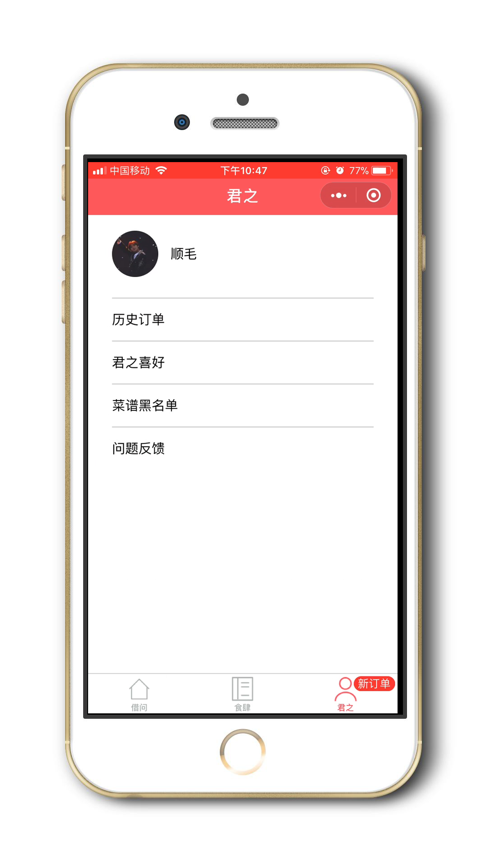 中国移动 下午10:47 77%
君之
顺毛
历史订单
君之喜好
菜谱黑名单
问题反馈
新订单
借问 食肆 君之